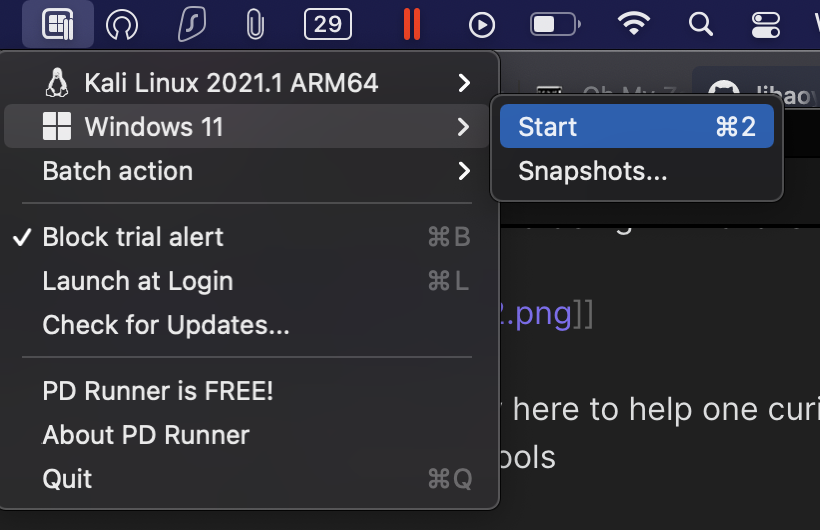 29
Kali Linux 2021.1 ARM64
Windows 11
Start ⌘2
Batch action
Snapshots...
Block trial alert ⌘B
Launch at Login ⌘L
Check for Updates...
.png]]
PD Runner is FREE!
here to help one curi
About PD Runner
ools
Quit ⌘Q